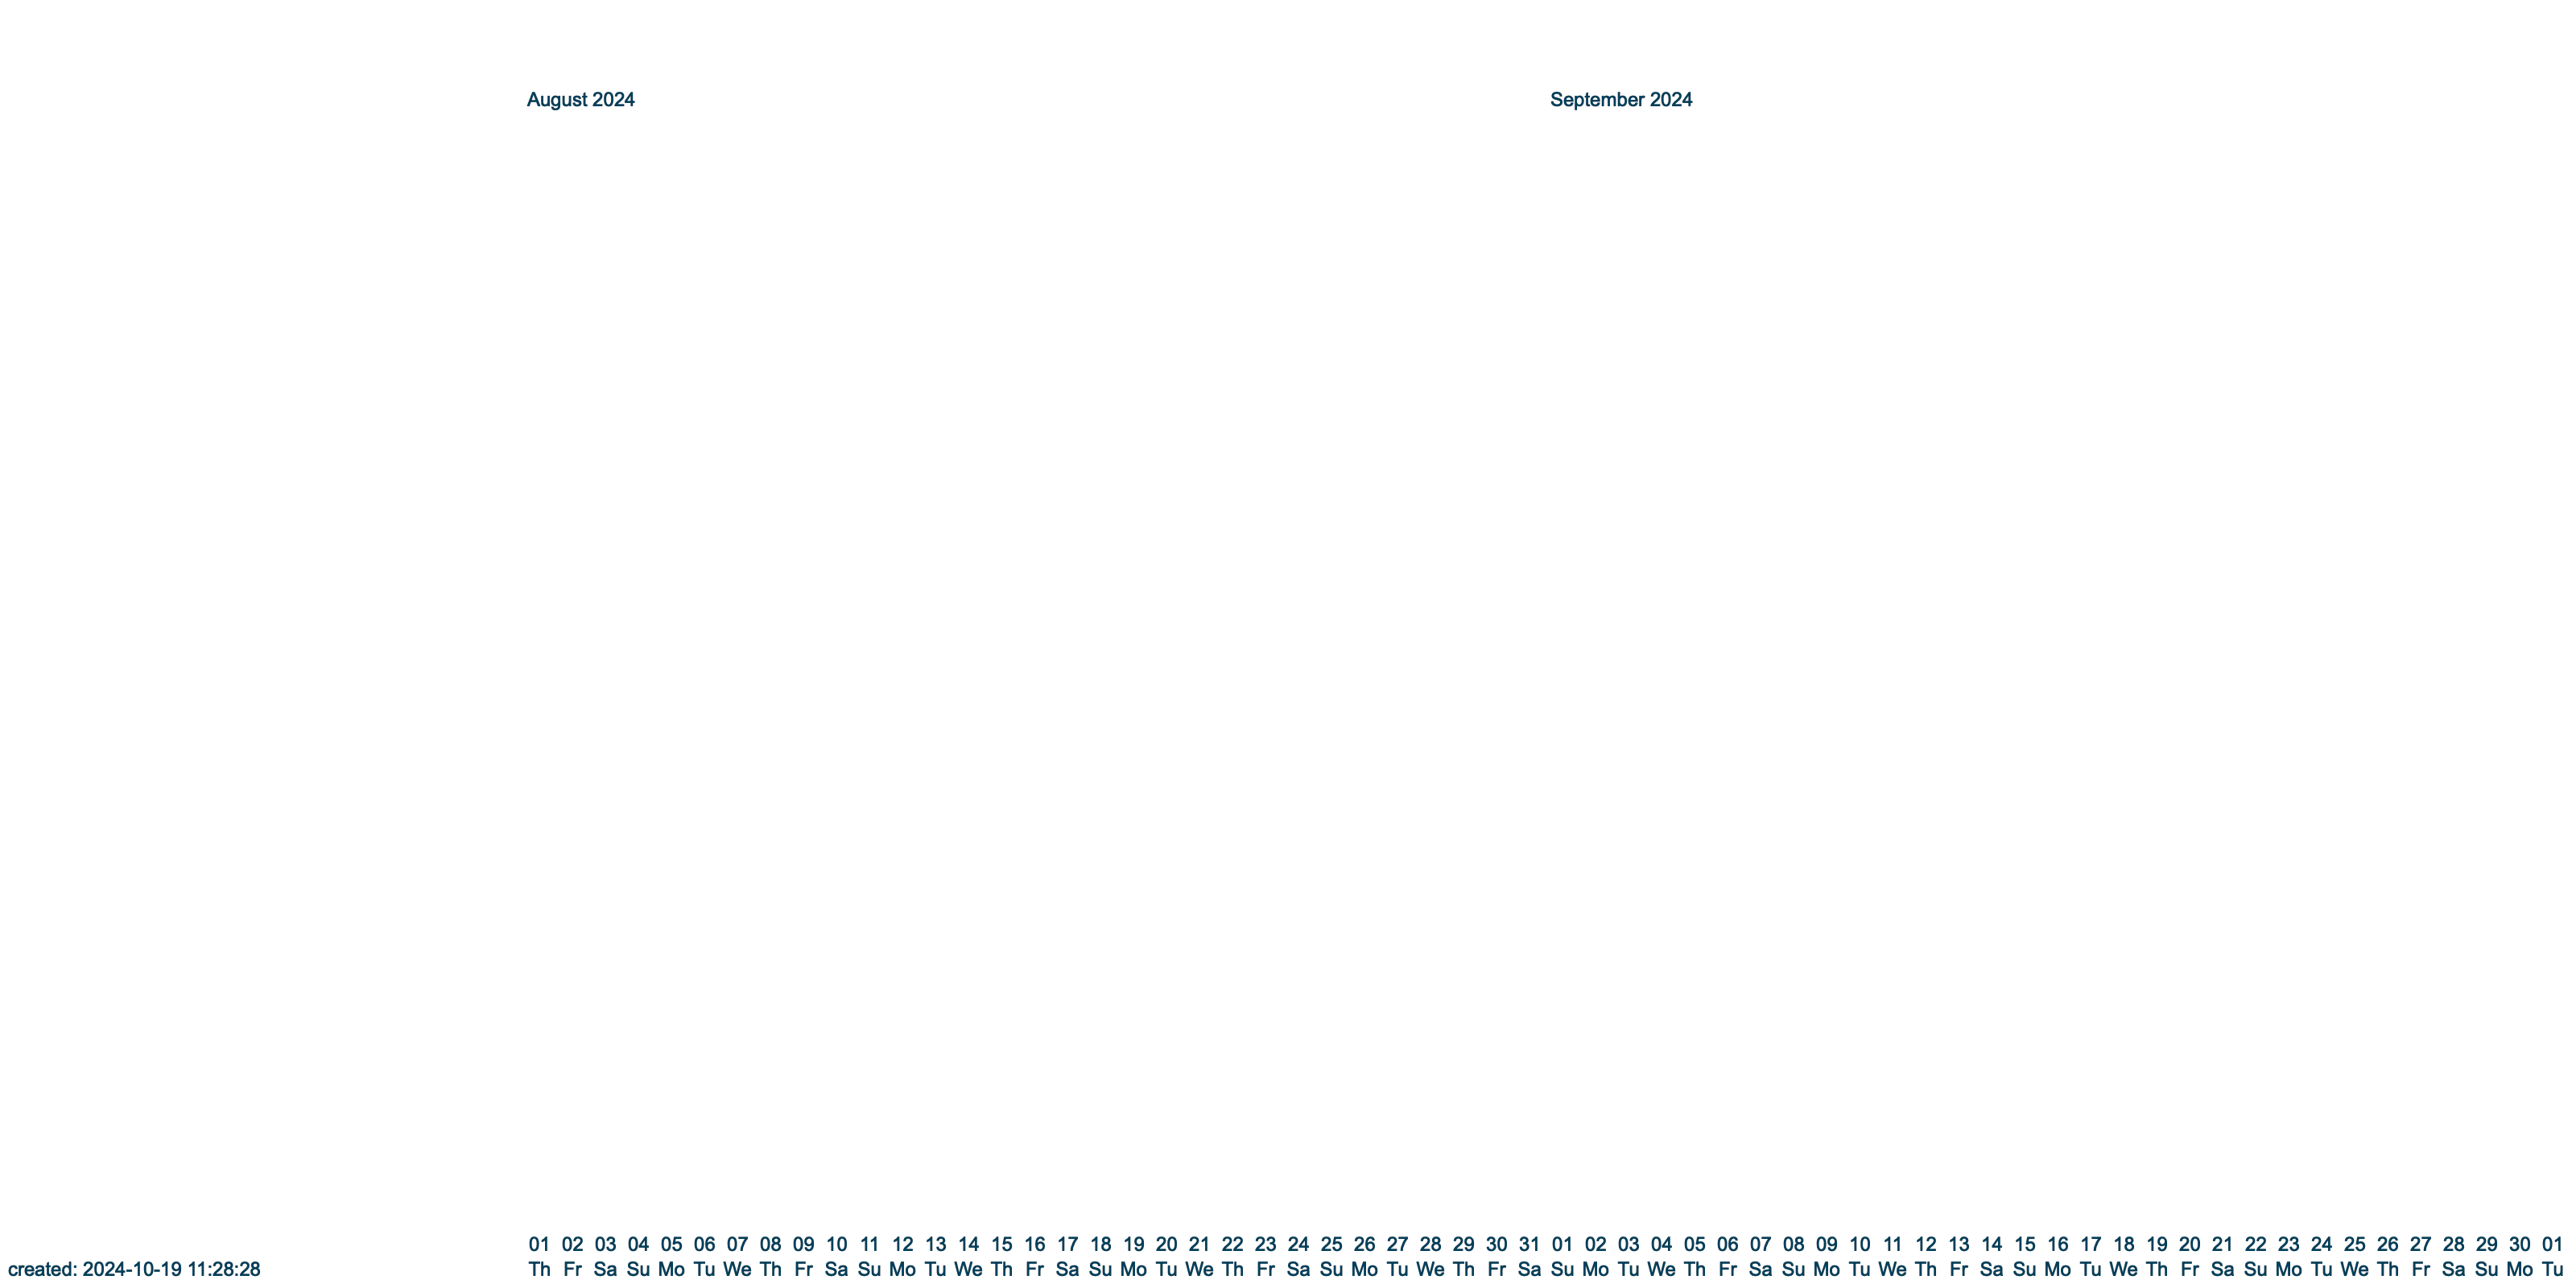 August 2024 September 2024
01 02 03 04 05 06 07 08 09 10 11 12 13 14 15 16 17 18 19 20 21 22 23 24 25 26 27 28 29 30 31 01 02 03 04 05 06 07 08 09 10 11 12 13 14 15 16 17 18 19 20 21 22 23 24 25 26 27 28 29 30 01
created: 2024-10-19 11:28:28 Th Fr Sa Su Mo Tu We Th Fr Sa Su Mo Tu We Th Fr Sa Su Mo Tu We Th Fr Sa Su Mo Tu We Th Fr Sa Su Mo Tu We Th Fr Sa Su Mo Tu We Th Fr Sa Su Mo Tu We Th Fr Sa Su Mo Tu We Th Fr Sa Su Mo Tu